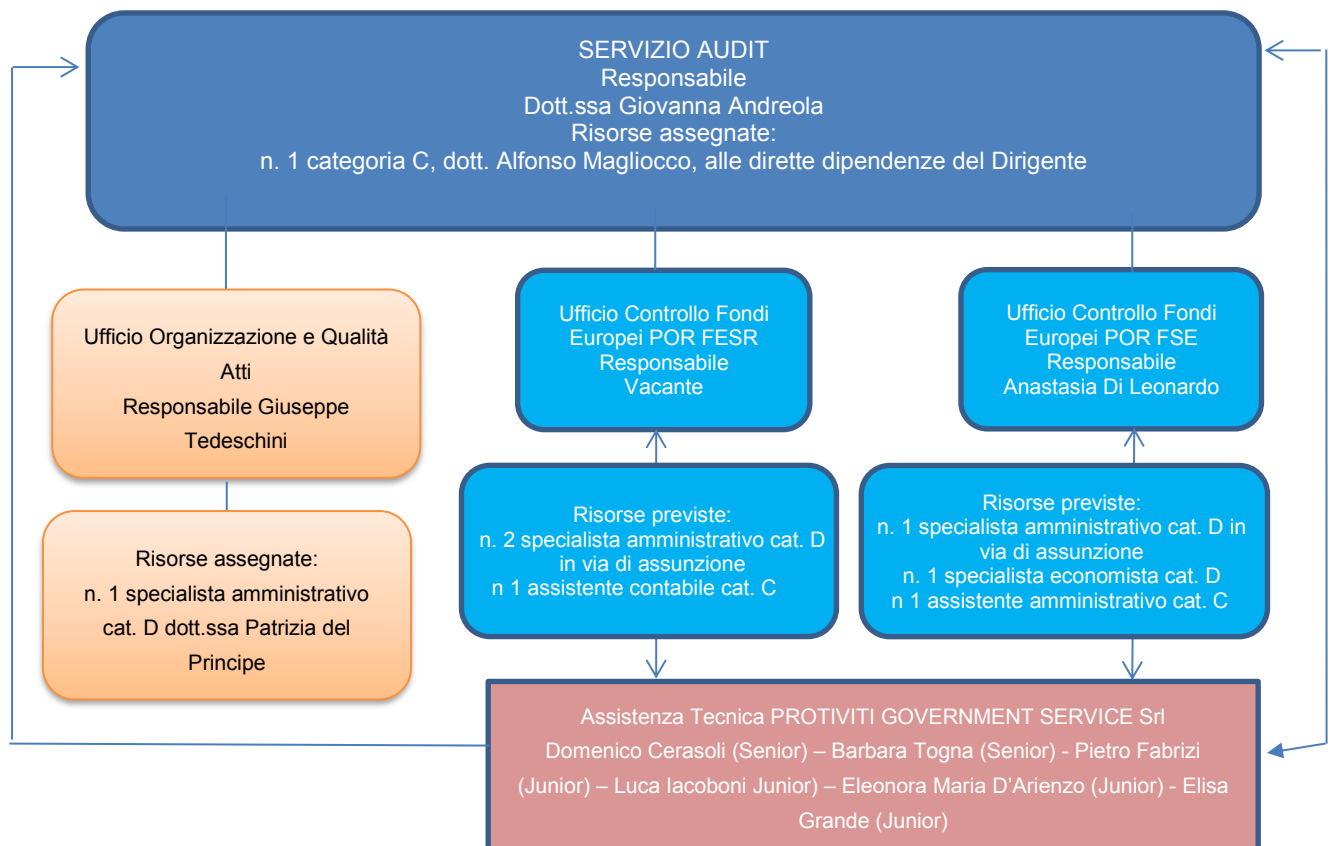 SERVIZIO AUDIT
Responsabile
Dott.ssa Giovanna Andreola
Risorse assegnate:
n. 1 categoria C, dott. Alfonso Magliocco, alle dirette dipendenze del Dirigente
Ufficio Organizzazione e Qualità
Atti
Responsabile Giuseppe
Tedeschini
Ufficio Controllo Fondi
Europei POR FESR
Responsabile
Vacante
Ufficio Controllo Fondi
Europei POR FSE
Responsabile
Anastasia Di Leonardo
Risorse assegnate:
n. 1 specialista amministrativo
cat. D dott.ssa Patrizia del
Principe
Risorse previste:
n. 2 specialista amministrativo cat. D
in via di assunzione
n 1 assistente contabile cat. C
Risorse previste:
n. 1 specialista amministrativo cat. D in
via di assunzione
n. 1 specialista economista cat. D
n 1 assistente amministrativo cat. C
Assistenza Tecnica PROTIVITI GOVERNMENT SERVICE Srl
Domenico Cerasoli (Senior) – Barbara Togna (Senior) - Pietro Fabrizi
(Junior) – Luca Iacoboni Junior) – Eleonora Maria D’Arienzo (Junior) - Elisa
Grande (Junior)